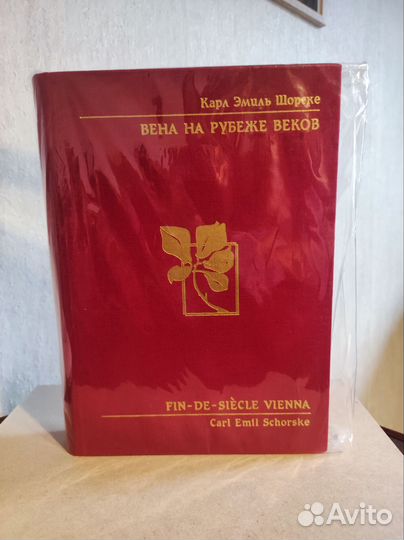 Карл Эмиль Шорске
ВЕНА НА РУБЕЖЕ ВЕКОВ
FIN-DE-SIÈCLE VIENNA
Carl Emil Schorske
Avito